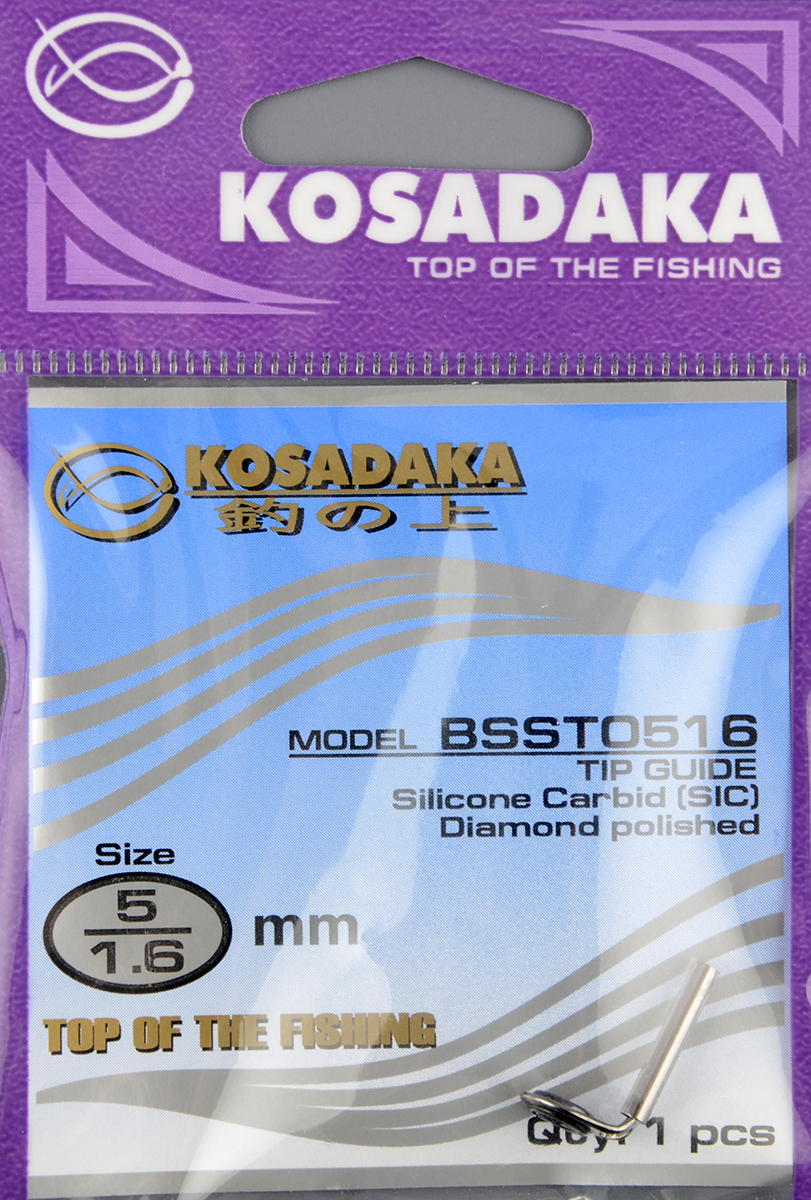 KOSADAKA
TOP OF THE FISHING
KOSADAKA
釣の上
MODEL BSSTO516
TIP GUIDE
Silicone Carbid (SIC)
Diamond polished
Size
5
1.6
mm
TOP OF THE FISHING
Qty. 1 pcs